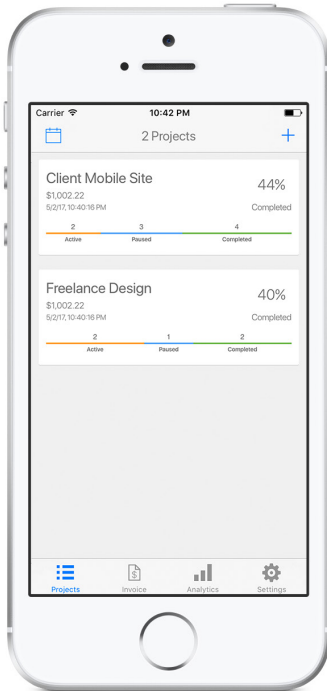 Carrier 10:42 PM
2 Projects +
Client Mobile Site 44%
$1,002.22
5/2/17, 10:40:16 PM Completed
2 3 4
Active Paused Completed
Freelance Design 40%
$1,002.22
5/2/17, 10:40:16 PM Completed
2 1 2
Active Paused Completed
Projects Invoice Analytics Settings